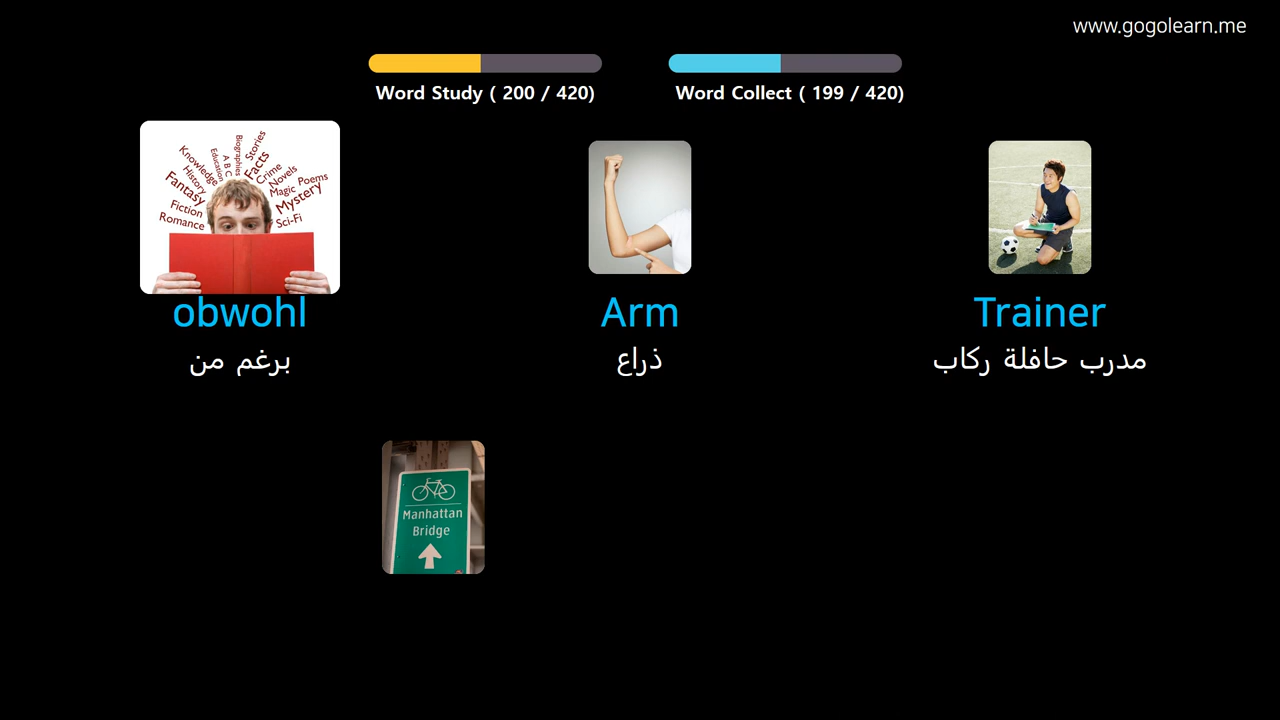 www.gogolearn.me
Word Study ( 200 / 420)
Word Collect ( 199 / 420)
Knowledge
History
Fantasy
Fiction
Romance
Education
A B C
Biographies
Stories
Facts
Crime
Novels
Magic
Poems
Mystery
Sci-Fi
obwohl
Arm
Trainer
برغم من
ذراع
مدرب حافلة ركاب
Manhattan
Bridge